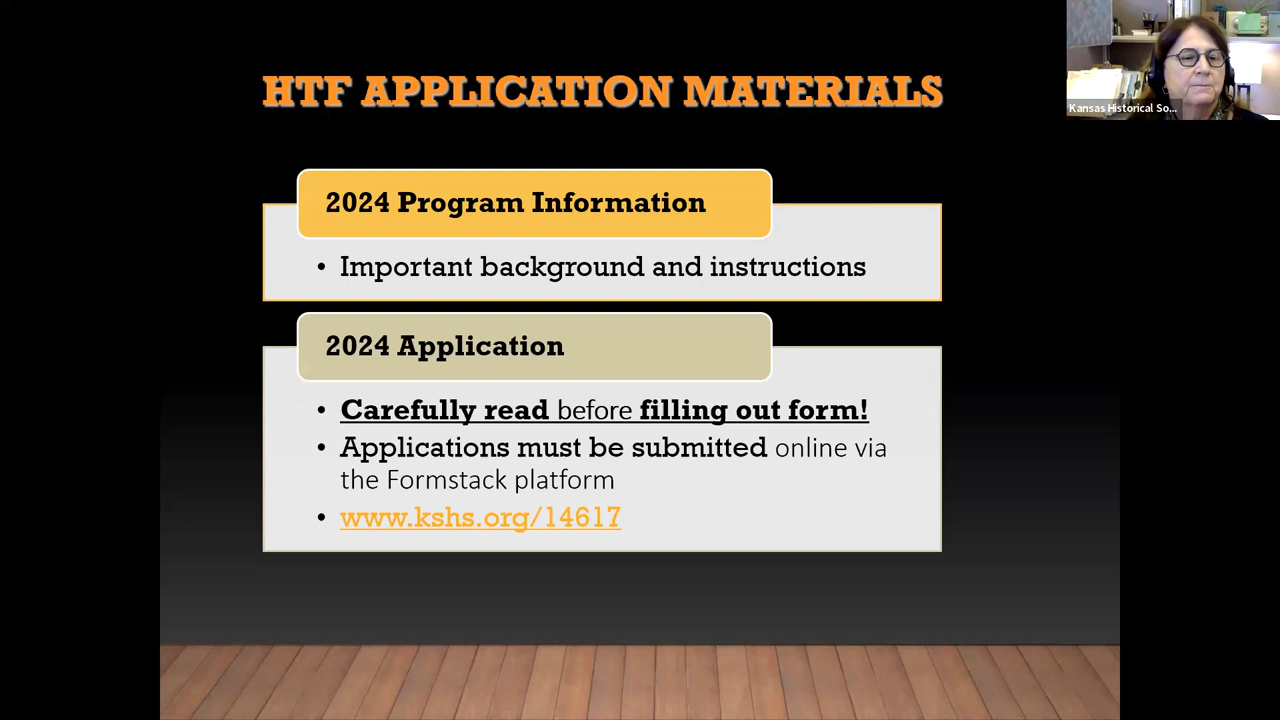 HTF APPLICATION MATERIALS
Kansas Historical So...
2024 Program Information
• Important background and instructions
2024 Application
• Carefully read before filling out form!
• Applications must be submitted online via
the Formstack platform
• www.kshs.org/14617